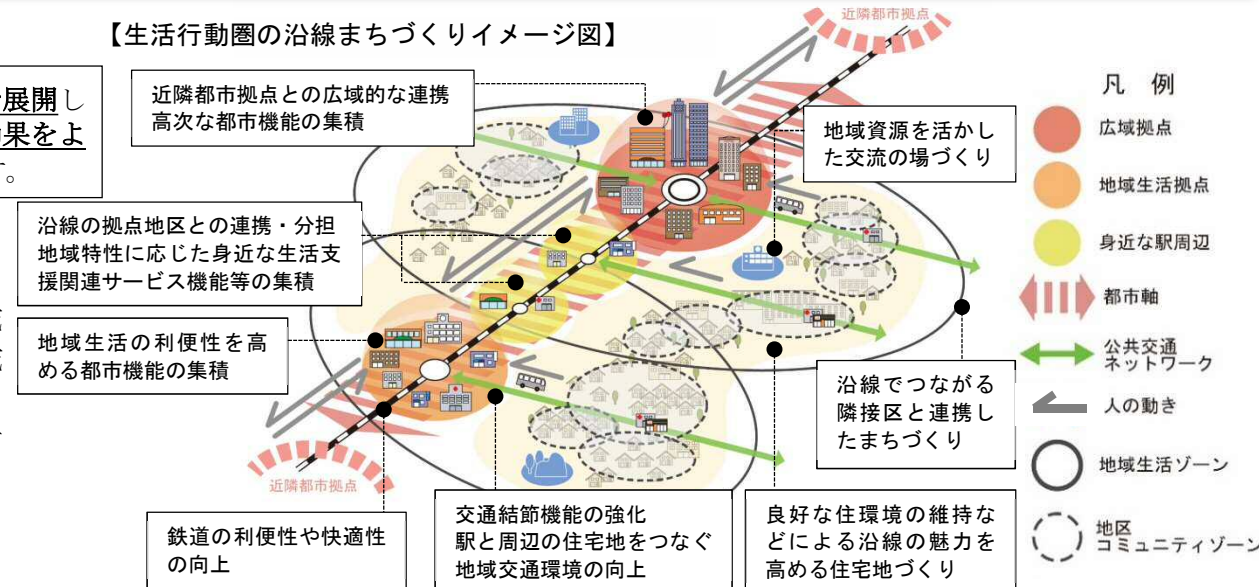 【生活行動圏の沿線まちづくりイメージ図】
近隣都市拠点
展開し
果をよ
。
近隣都市拠点との広域的な連携
高次な都市機能の集積
地域資源を活かし
た交流の場づくり
沿線の拠点地区との連携・分担
地域特性に応じた身近な生活支
援関連サービス機能等の集積
地域生活の利便性を高
める都市機能の集積
沿線でつながる
隣接区と連携し
たまちづくり
近隣都市拠点
鉄道の利便性や快適性
の向上
交通結節機能の強化
駅と周辺の住宅地をつなぐ
地域交通環境の向上
良好な住環境の維持な
どによる沿線の魅力を
高める住宅地づくり
凡 例
広域拠点
地域生活拠点
身近な駅周辺
都市軸
公共交通
ネットワーク
人の動き
地域生活ゾーン
地区
コミュニティゾーン